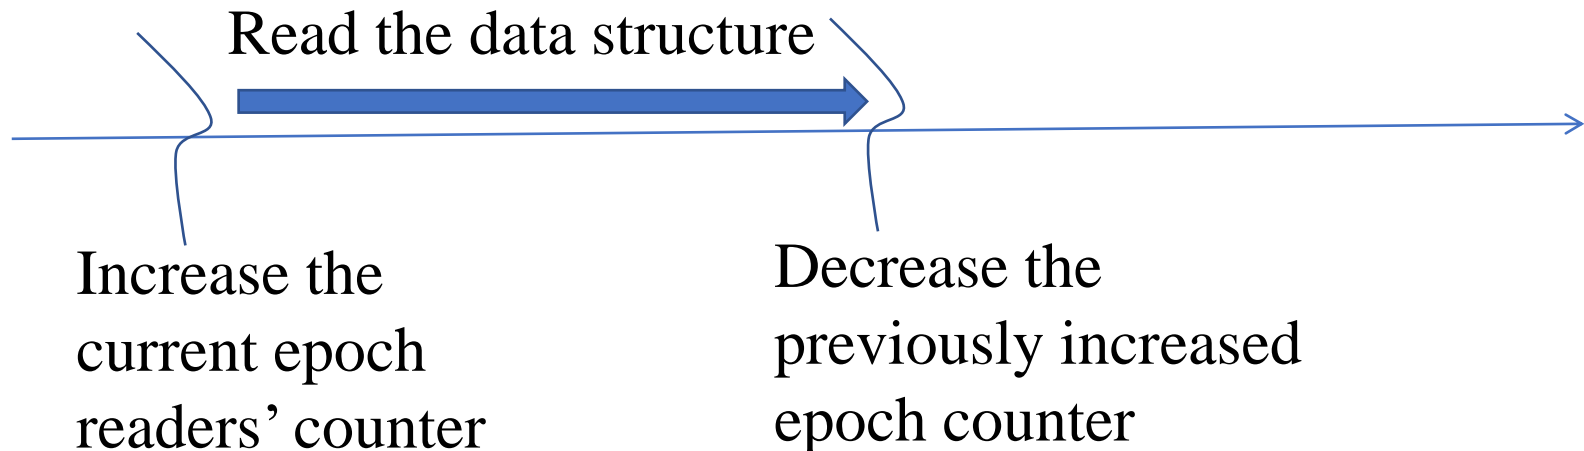 Read the data structure
Increase the
current epoch
readers’ counter
Decrease the
previously increased
epoch counter